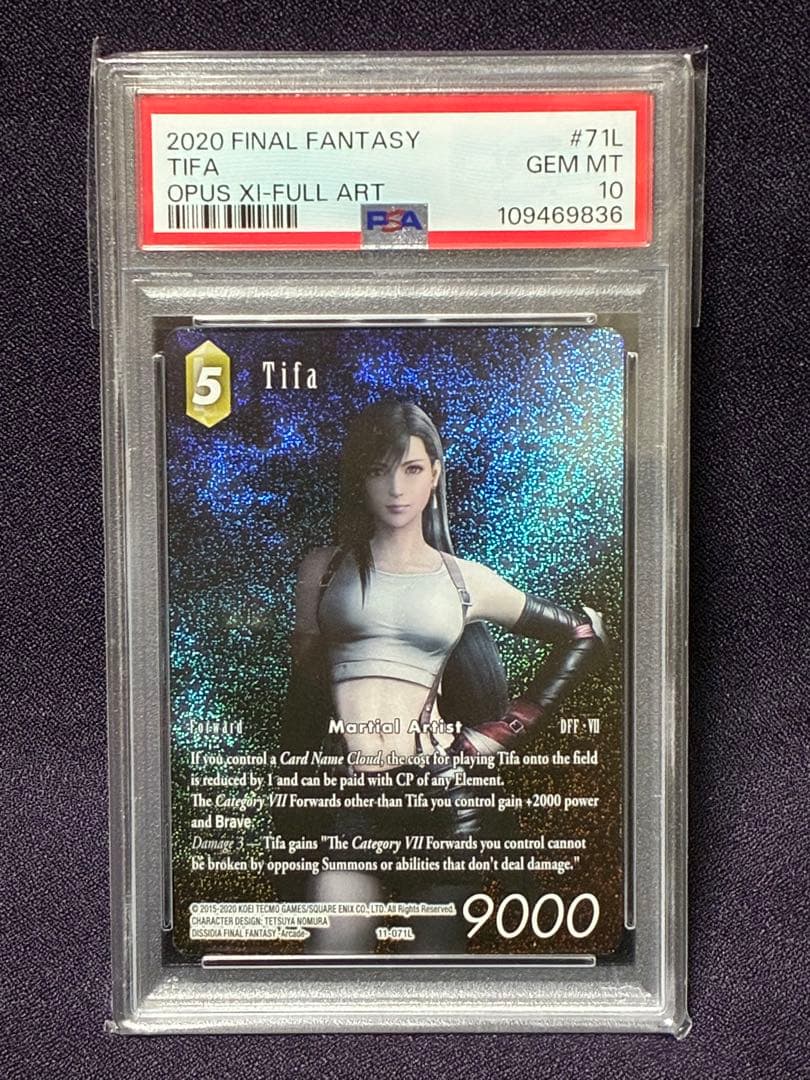 2020 FINAL FANTASY #71L
TIFA GEM MT
OPUS XI-FULL ART 10
PSA 109469836
5 Tifa
Forward Martial Artist DFF・VII
If you control a Card Name Cloud, the cost for playing Tifa onto the field
is reduced by 1 and can be paid with CP of any Element.
The Category VII Forwards other than Tifa you control gain +2000 power
and Brave.
Damage 3 — Tifa gains "The Category VII Forwards you control cannot
be broken by opposing Summons or abilities that don't deal damage."
© 2015-2020 KOEI TECMO GAMES/SQUARE ENIX CO., LTD. All Rights Reserved.
CHARACTER DESIGN: TETSUYA NOMURA
DISSIDIA FINAL FANTASY -Arcade-
11-071L
9000